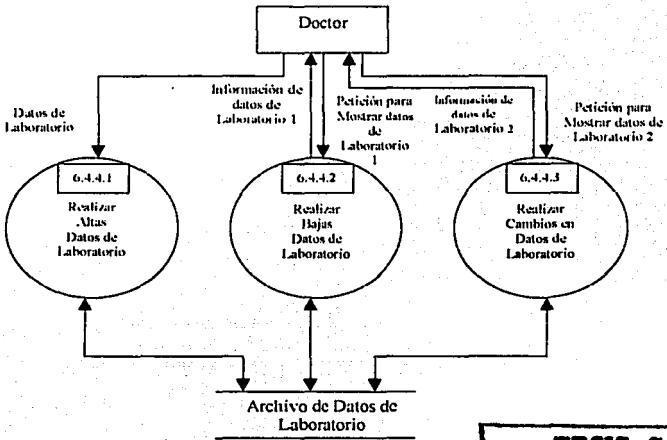 Doctor
Datos de
Laboratorio
Información de
datos de
Laboratorio 1
Petición para
Mostrar datos
de
Laboratorio
1
Información de
datos de
Laboratorio 2
Petición para
Mostrar datos de
Laboratorio 2
6.4.4.1
Realizar
Altas
Datos de
Laboratorio
6.4.4.2
Realizar
Bajas
Datos de
Laboratorio
6.4.4.3
Realizar
Cambios en
Datos de
Laboratorio
Archivo de Datos de
Laboratorio